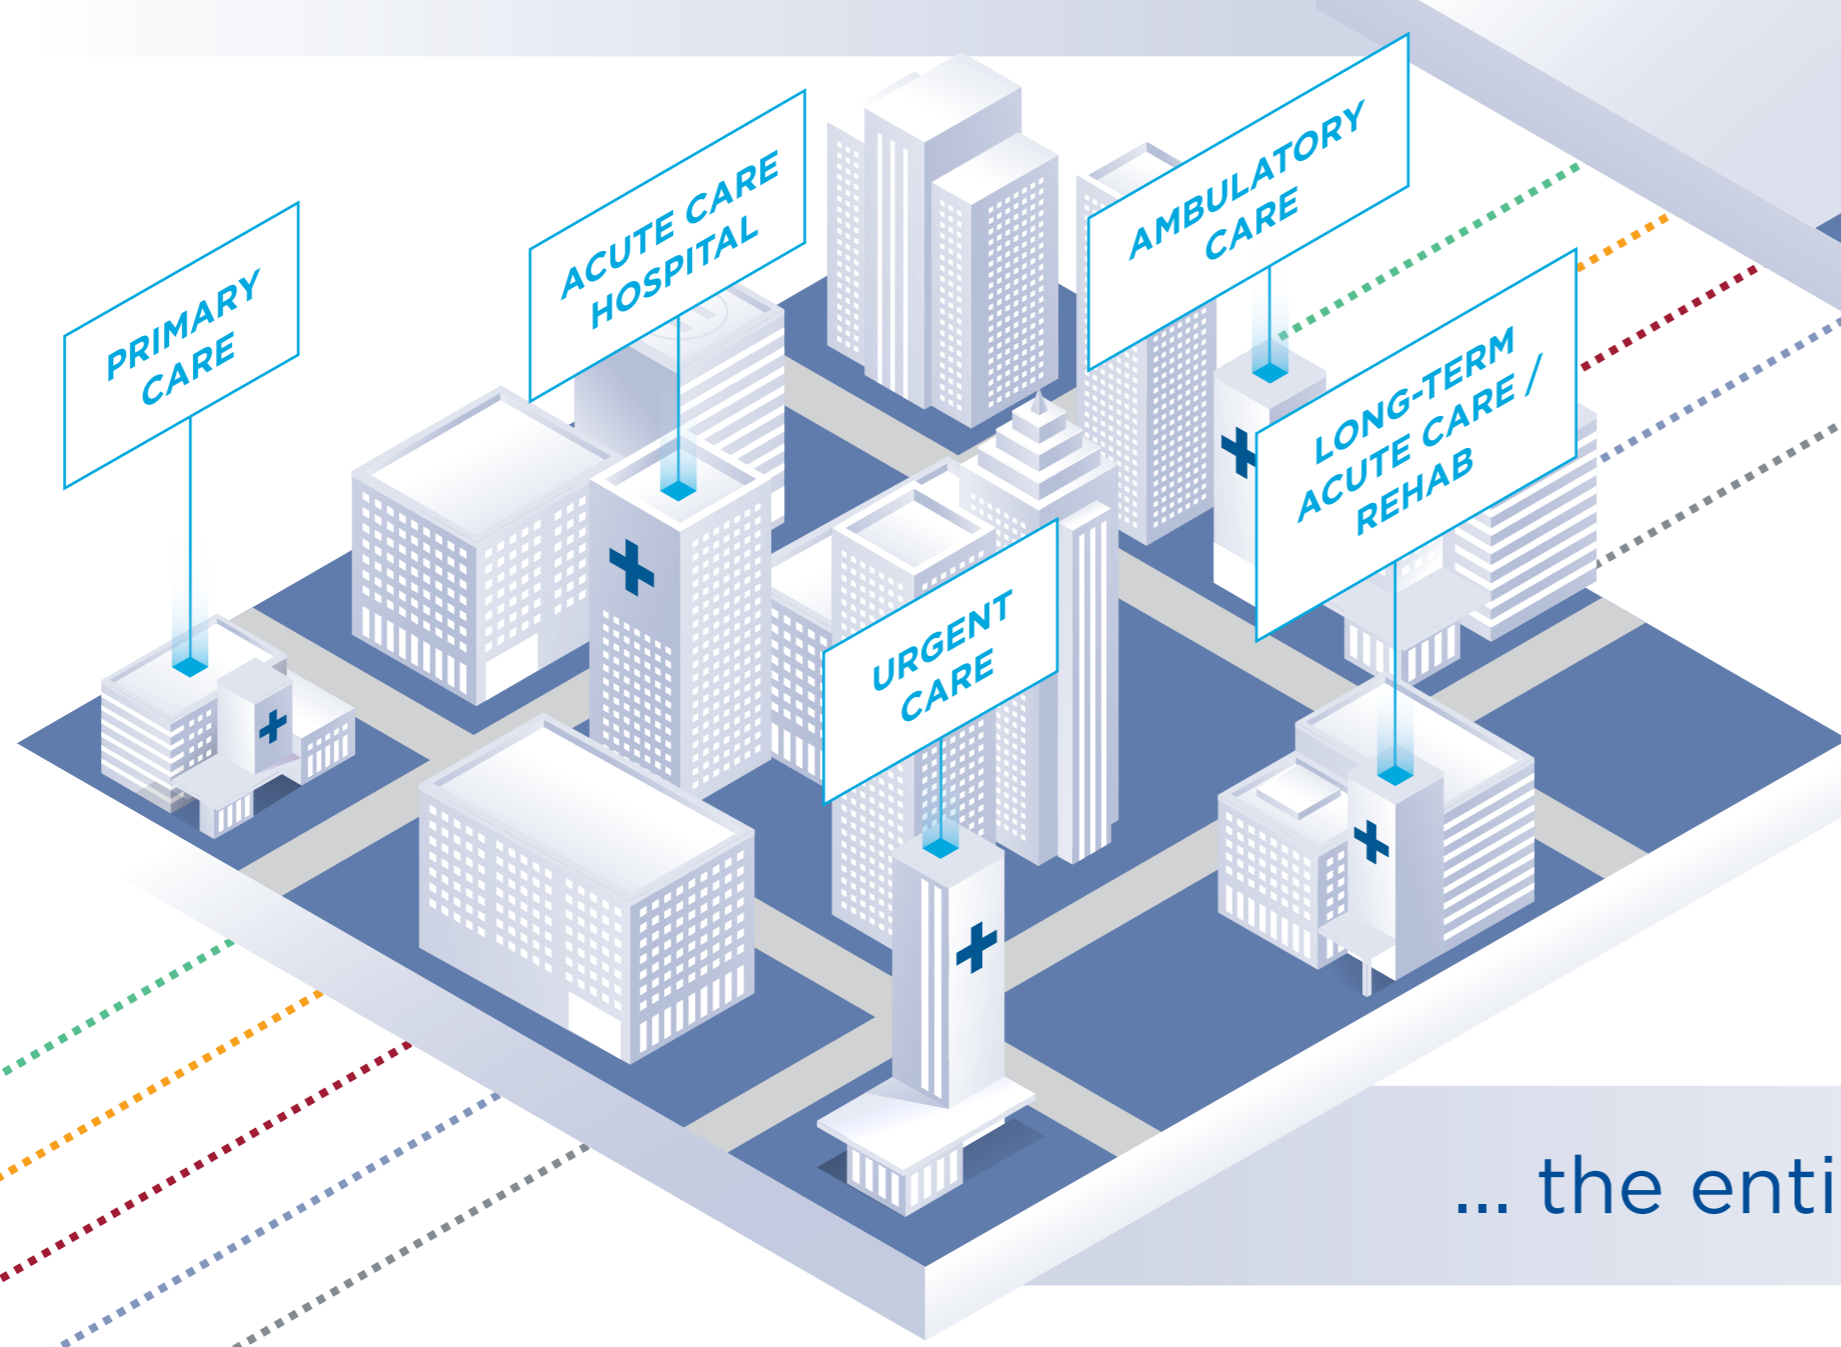 PRIMARY
CARE
ACUTE CARE
HOSPITAL
AMBULATORY
CARE
LONG-TERM
ACUTE CARE /
REHAB
URGENT
CARE
... the enti